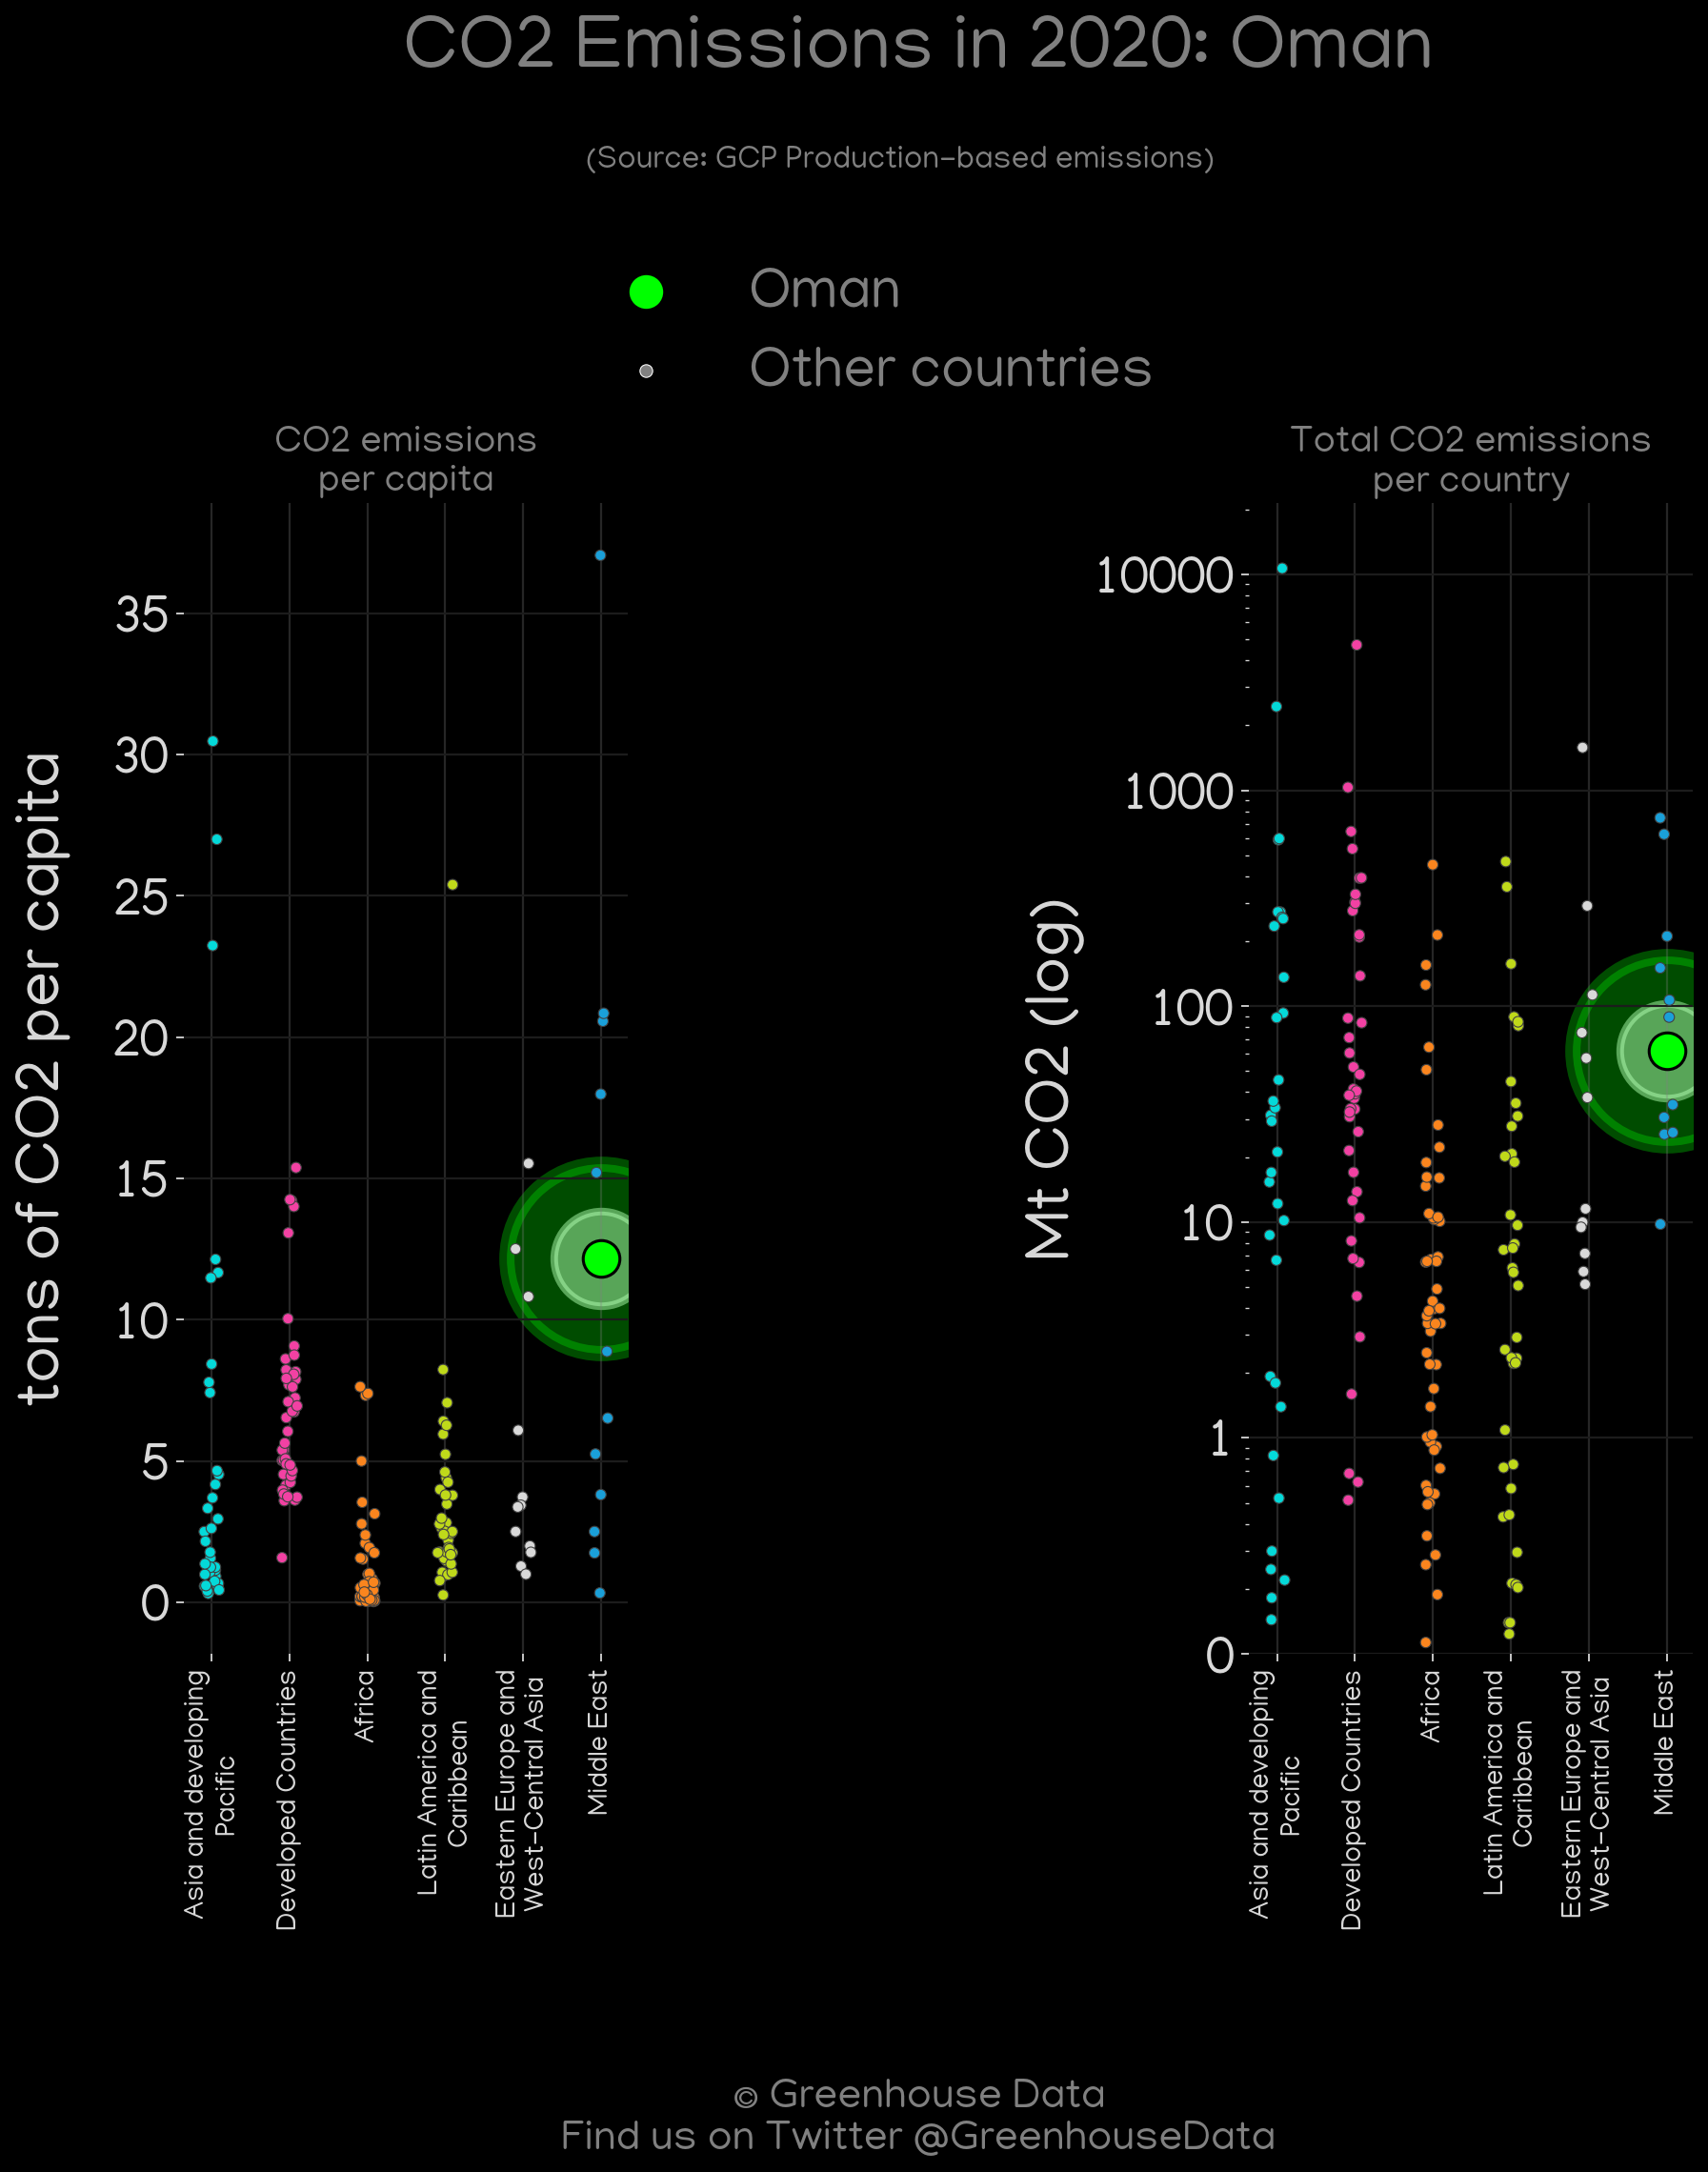 CO2 Emissions in 2020: Oman
(Source: GCP Production-based emissions)
Oman
Other countries
CO2 emissions
per capita
tons of CO2 per capita
35
30
25
20
15
10
5
0
Asia and developing
Pacific
Developed Countries
Africa
Latin America and
Caribbean
Eastern Europe and
West-Central Asia
Middle East
Total CO2 emissions
per country
Mt CO2 (log)
10000
1000
100
10
1
0
Asia and developing
Pacific
Developed Countries
Africa
Latin America and
Caribbean
Eastern Europe and
West-Central Asia
Middle East
© Greenhouse Data
Find us on Twitter @GreenhouseData